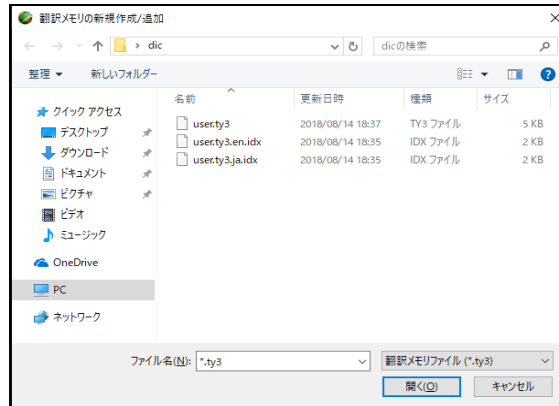 翻訳メモリの新規作成/追加
dic
dicの検索
整理
新しいフォルダー
名前 更新日時 種類 サイズ
クイック アクセス
デスクトップ
ダウンロード
ドキュメント
ピクチャ
ビデオ
ミュージック
OneDrive
PC
ネットワーク
user.ty3 2018/08/14 18:37 TY3 ファイル 5 KB
user.ty3.en.idx 2018/08/14 18:35 IDX ファイル 2 KB
user.ty3.ja.idx 2018/08/14 18:35 IDX ファイル 2 KB
ファイル名(N): *.ty3
翻訳メモリファイル (*.ty3)
開く(O) キャンセル